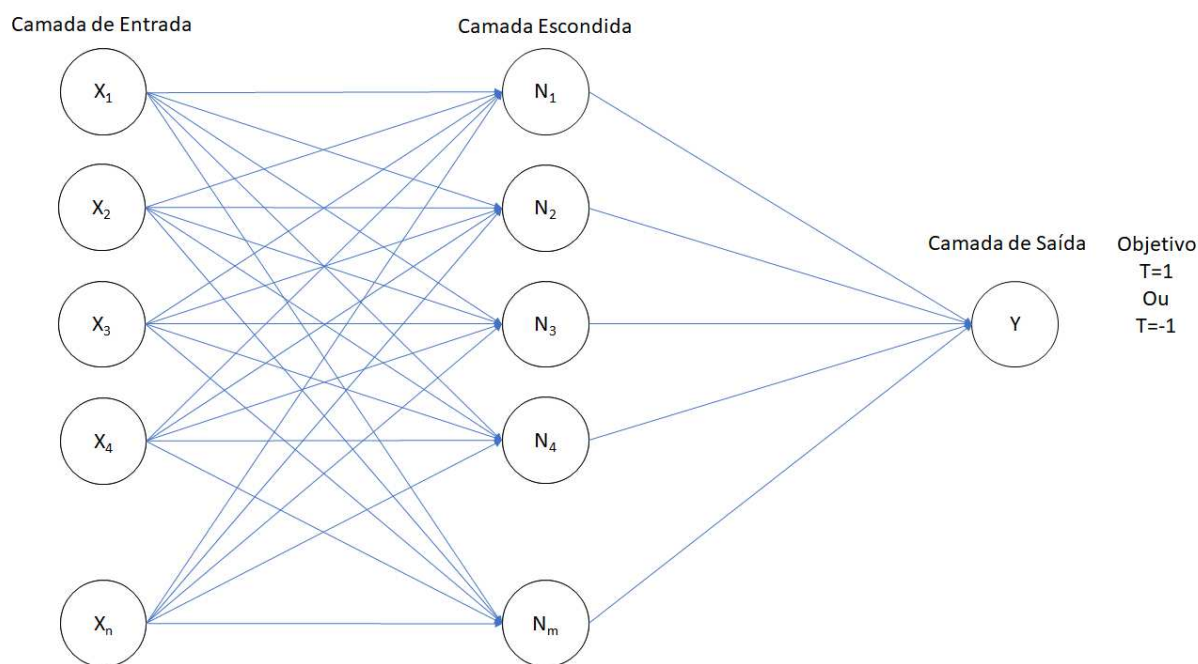 Camada de Entrada
Camada Escondida
X1
N1
X2
N2
Camada de Saída
Objetivo
T=1
Ou
T=-1
X3
N3
Y
X4
N4
Xn
Nm